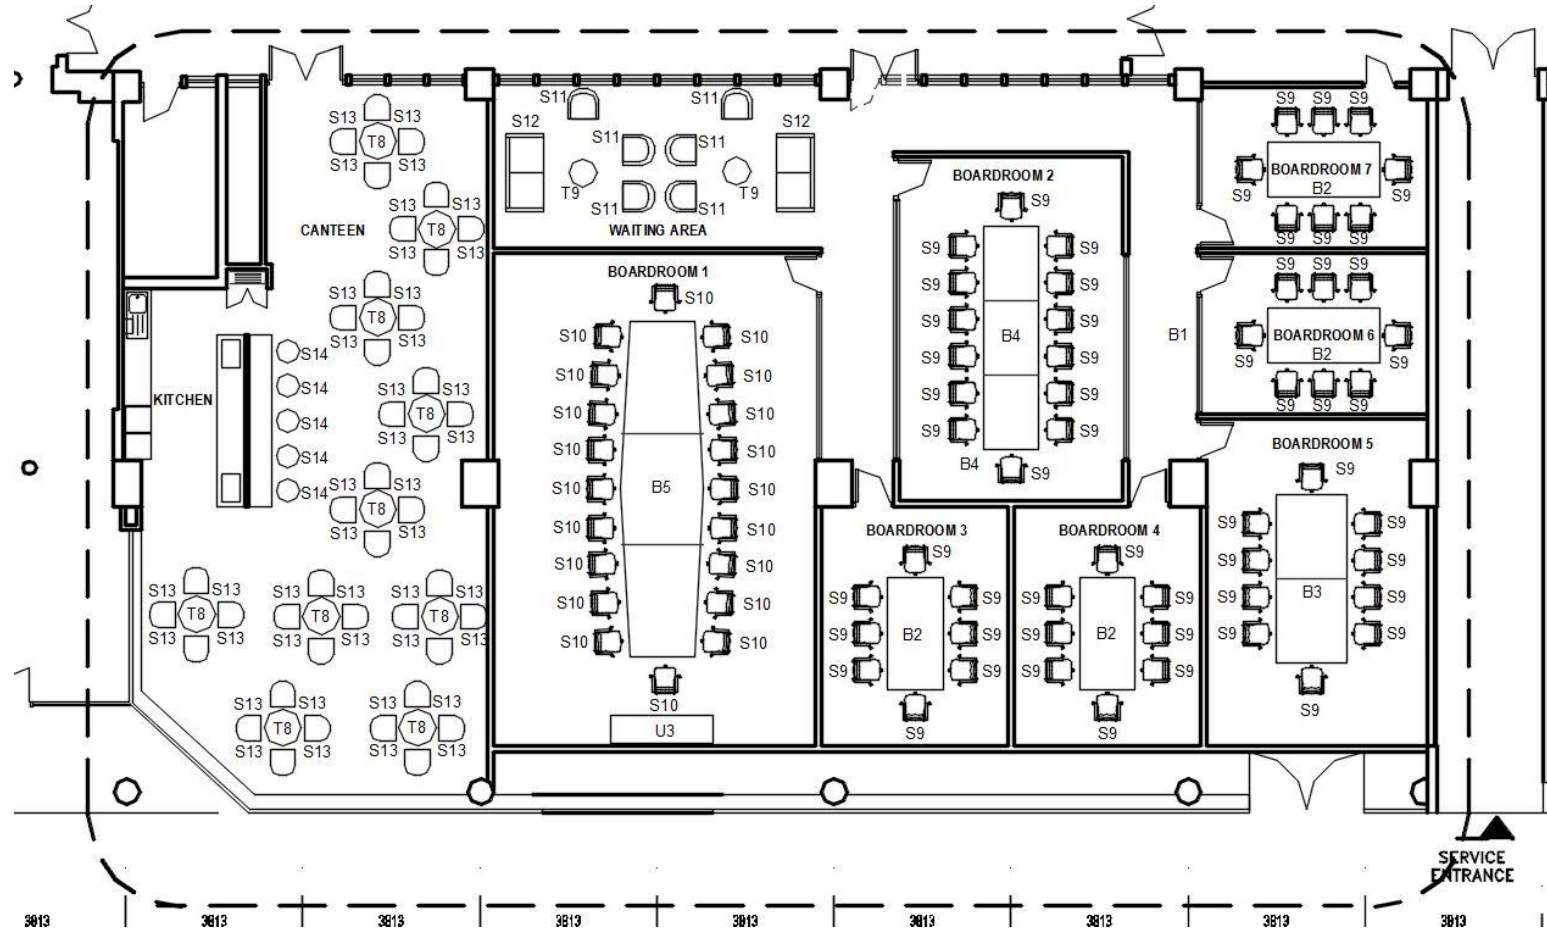 S13 S13
T8
S13 S13
S13 S13
T8
S13 S13
CANTEEN
S13 S13
T8
S13 S13
S13 S13
T8
S13 S13
S13 S13
T8
S13 S13
S14
S14
S14
S14
S14
KITCHEN
S13 S13
T8
S13 S13
S13 S13
T8
S13 S13
S13 S13
T8
S13 S13
S13 S13
T8
S13 S13
S13 S13
T8
S13 S13
S11 S11
S12 S12
S11 S11
T9 T9
S11 S11
WAITING AREA
BOARDROOM 1
S10
S10 S10
S10 S10
S10 S10
S10 S10
S10 B5 S10
S10 S10
S10 S10
S10 S10
S10 S10
S10
U3
BOARDROOM 2
S9
S9 S9
S9 S9
S9 S9
B4
S9 S9
S9 S9
S9 S9
B4
S9
B1
BOARDROOM 3
S9
S9 S9
S9 B2 S9
S9 S9
S9
BOARDROOM 4
S9
S9 S9
S9 B2 S9
S9 S9
S9
S9 S9 S9
BOARDROOM 7
S9 B2 S9
S9 S9 S9
S9 S9 S9
BOARDROOM 6
S9 B2 S9
S9 S9 S9
BOARDROOM 5
S9
S9 S9
S9 S9
B3
S9 S9
S9 S9
S9
SERVICE
ENTRANCE
3813 3813 3813 3813 3813 3813 3813 3813 3813